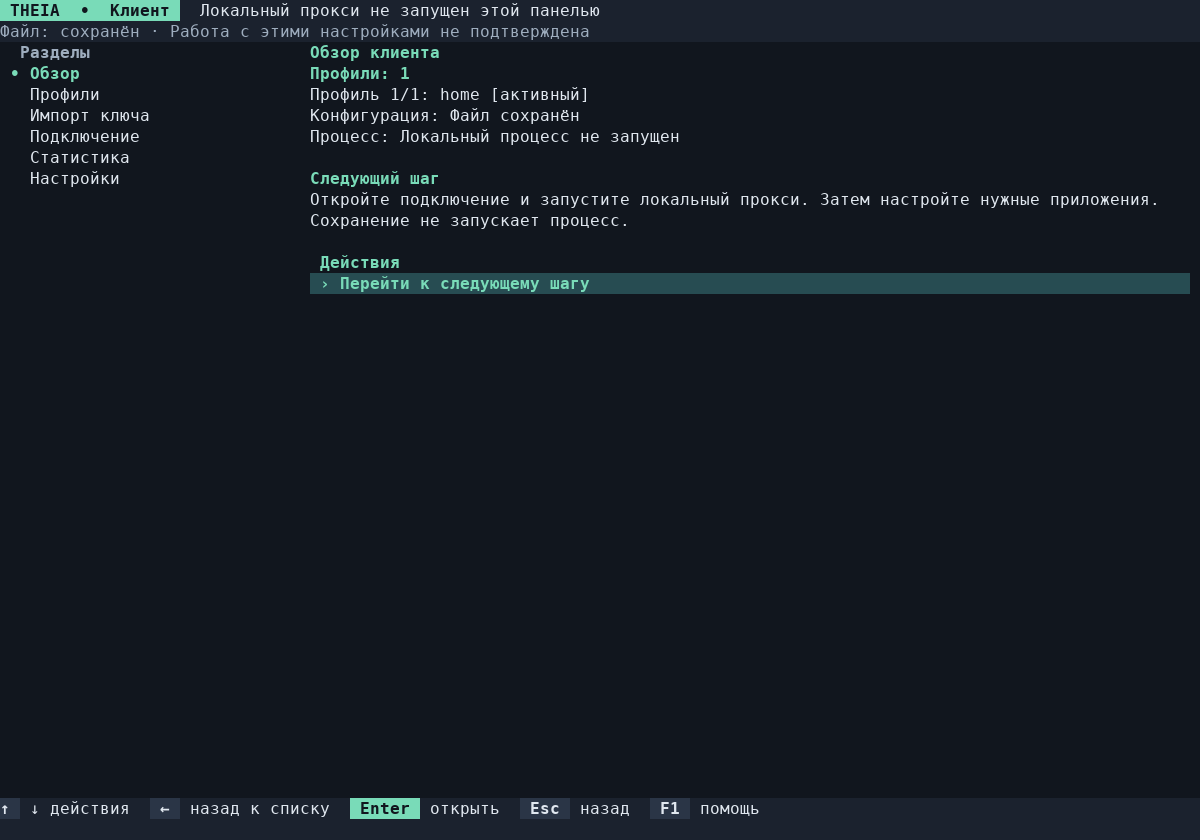 THEIA • Клиент Локальный прокси не запущен этой панелью
Файл: сохранён · Работа с этими настройками не подтверждена
Разделы
• Обзор
Профили
Импорт ключа
Подключение
Статистика
Настройки
Обзор клиента
Профили: 1
Профиль 1/1: home [активный]
Конфигурация: Файл сохранён
Процесс: Локальный процесс не запущен
Следующий шаг
Откройте подключение и запустите локальный прокси. Затем настройте нужные приложения.
Сохранение не запускает процесс.
Действия
› Перейти к следующему шагу
↑ ↓ действия ← назад к списку Enter открыть Esc назад F1 помощь